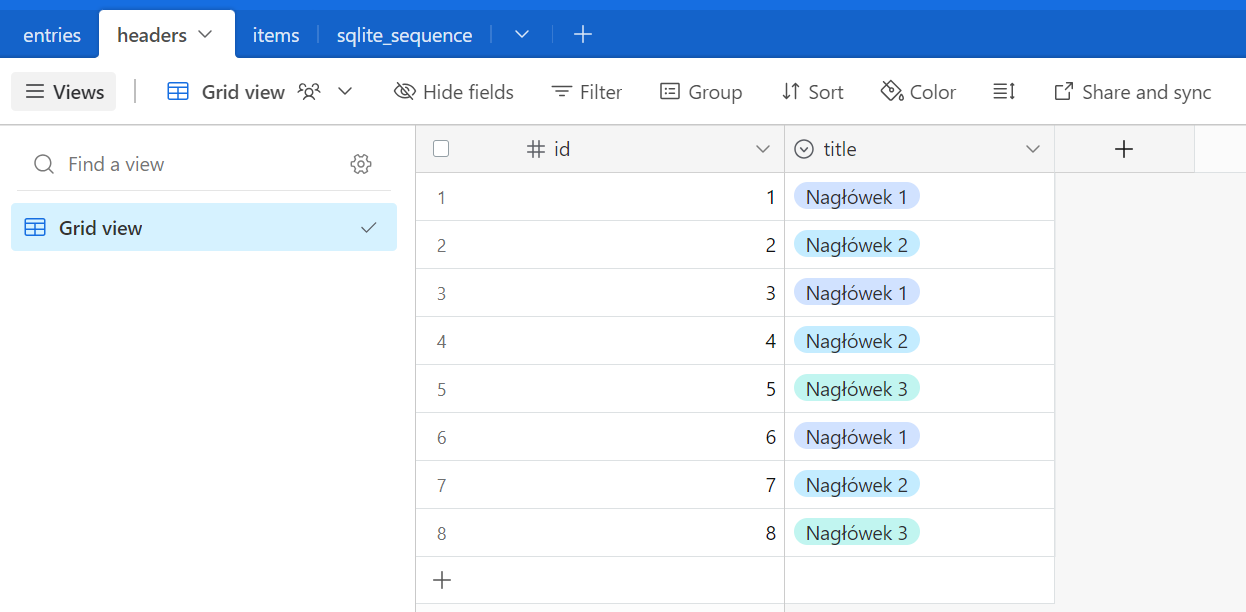 entries headers items sqlite_sequence
Views Grid view Hide fields Filter Group Sort Color Share and sync
Find a view
Grid view
id title
1 1 Nagłówek 1
2 2 Nagłówek 2
3 3 Nagłówek 1
4 4 Nagłówek 2
5 5 Nagłówek 3
6 6 Nagłówek 1
7 7 Nagłówek 2
8 8 Nagłówek 3